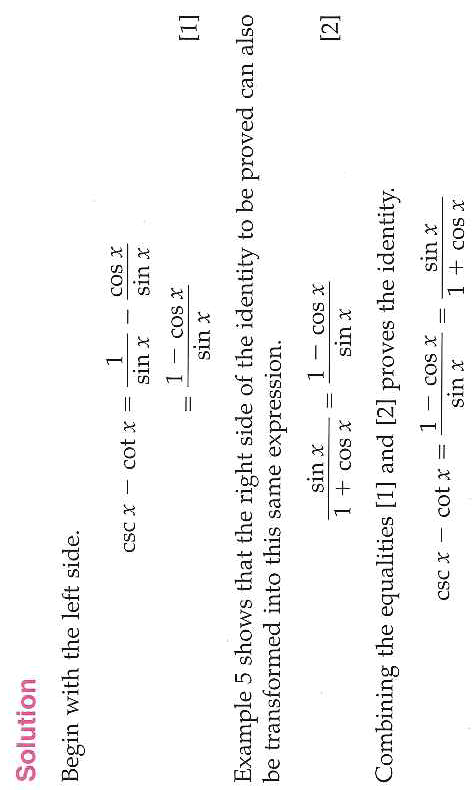 Solution
Begin with the left side.
csc x − cot x = 1/sin x − cos x/sin x
= (1 − cos x)/sin x [1]
Example 5 shows that the right side of the identity to be proved can also
be transformed into this same expression.
sin x/(1 + cos x) = (1 − cos x)/sin x [2]
Combining the equalities [1] and [2] proves the identity.
csc x − cot x = (1 − cos x)/sin x = sin x/(1 + cos x)